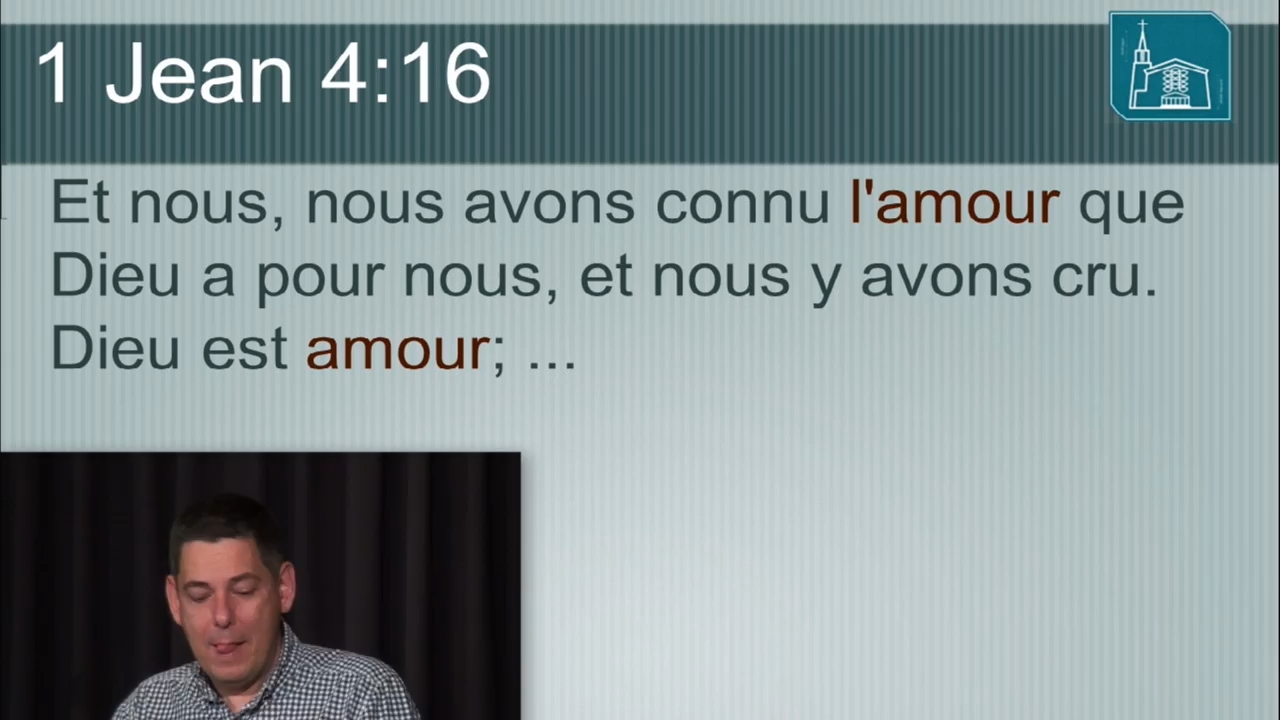 1 Jean 4:16
Et nous, nous avons connu l'amour que
Dieu a pour nous, et nous y avons cru.
Dieu est amour; ...